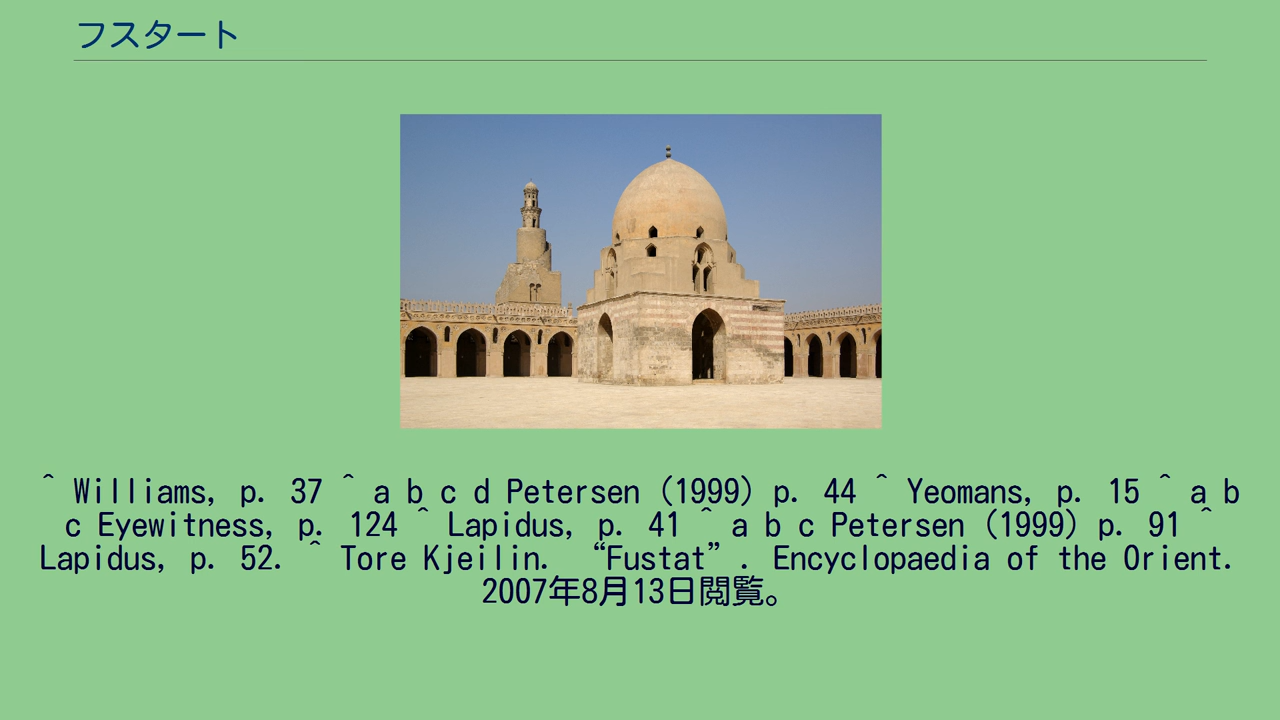 フスタート
^ Williams, p. 37 ^ a b c d Petersen (1999) p. 44 ^ Yeomans, p. 15 ^ a b
c Eyewitness, p. 124 ^ Lapidus, p. 41 ^ a b c Petersen (1999) p. 91 ^
Lapidus, p. 52. ^ Tore Kjeilin. “Fustat”. Encyclopaedia of the Orient.
2007年8月13日閲覧。